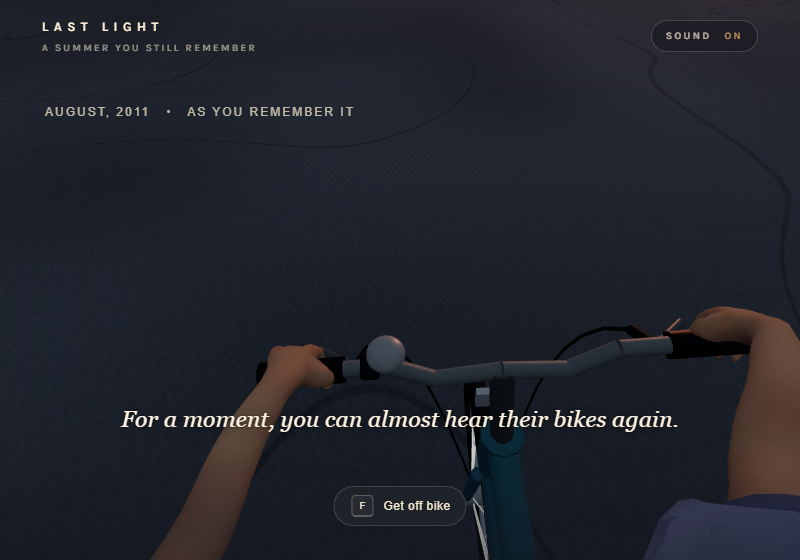 LAST LIGHT
A SUMMER YOU STILL REMEMBER
SOUND ON
AUGUST, 2011 • AS YOU REMEMBER IT
For a moment, you can almost hear their bikes again.
F Get off bike